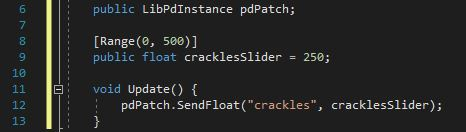 6 public LibPdInstance pdPatch;
7
8 [Range(0, 500)]
9 public float cracklesSlider = 250;
10
11 void Update() {
12 pdPatch.SendFloat("crackles", cracklesSlider);
13 }